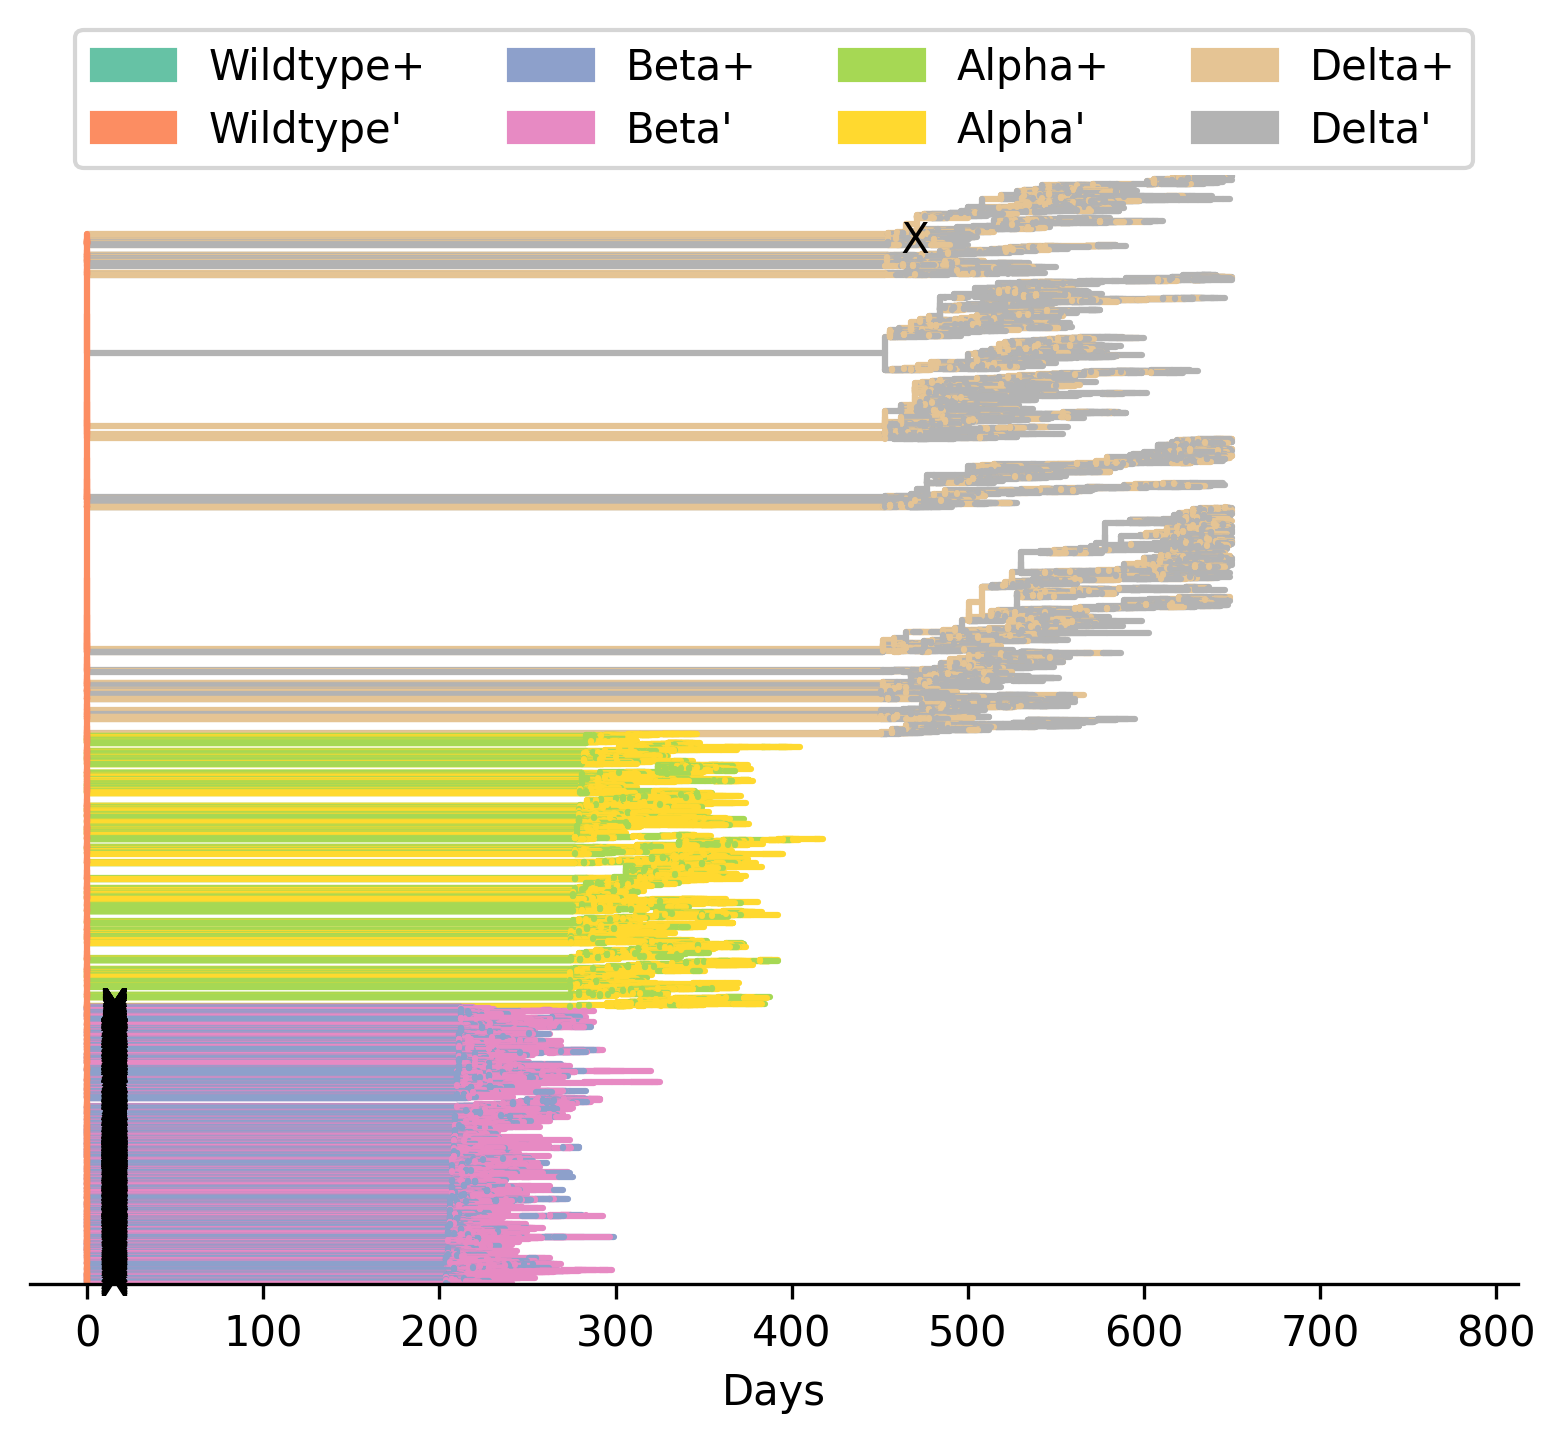 Wildtype+ Beta+ Alpha+ Delta+
Wildtype' Beta' Alpha' Delta'
X
0 100 200 300 400 500 600 700 800
Days